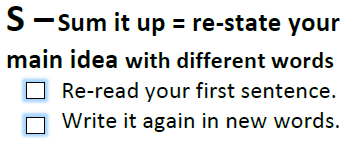 S – Sum it up = re-state your
main idea with different words
Re-read your first sentence.
Write it again in new words.